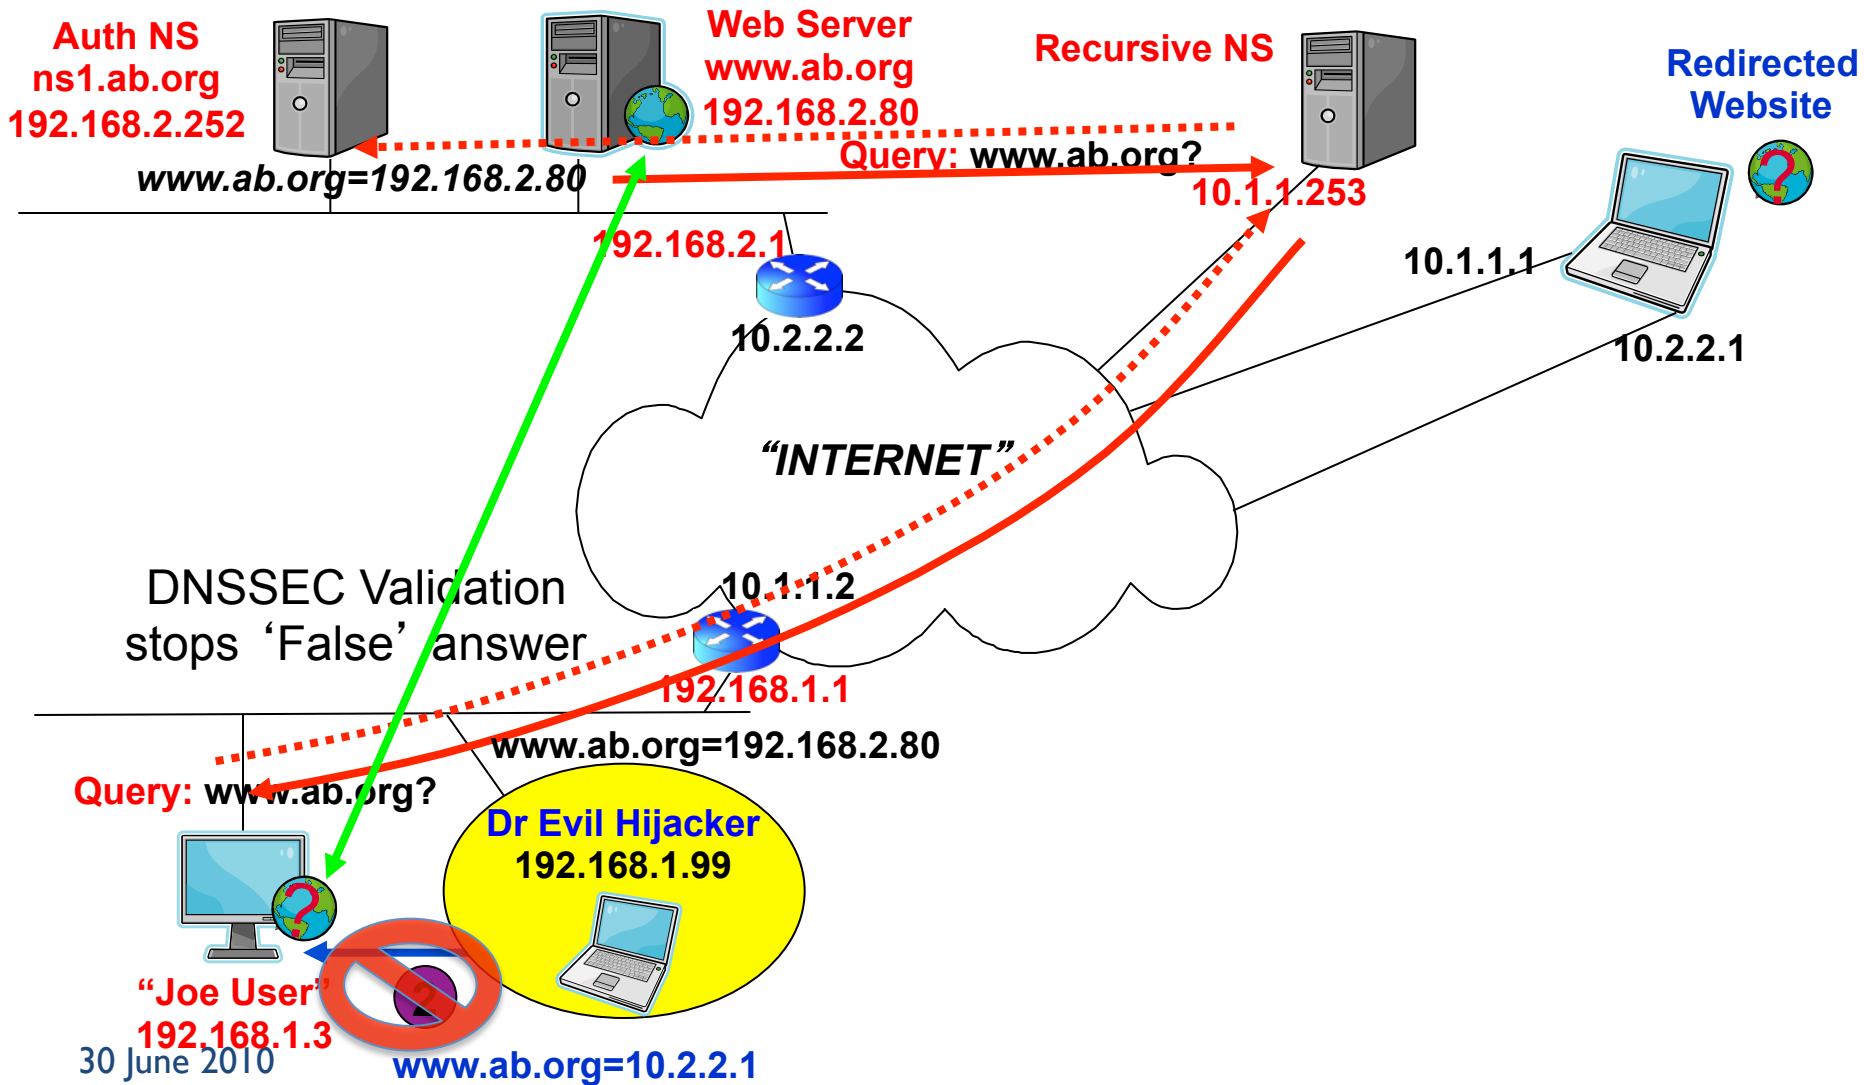 Auth NS
ns1.ab.org
192.168.2.252
Web Server
www.ab.org
192.168.2.80
Recursive NS
Redirected
Website
Query: www.ab.org?
www.ab.org=192.168.2.80
10.1.1.253
192.168.2.1
10.1.1.1
10.2.2.2
10.2.2.1
“INTERNET”
DNSSEC Validation
stops ‘False’ answer
10.1.1.2
192.168.1.1
www.ab.org=192.168.2.80
Query: www.ab.org?
Dr Evil Hijacker
192.168.1.99
?
?
2
“Joe User”
192.168.1.3
30 June 2010
www.ab.org=10.2.2.1